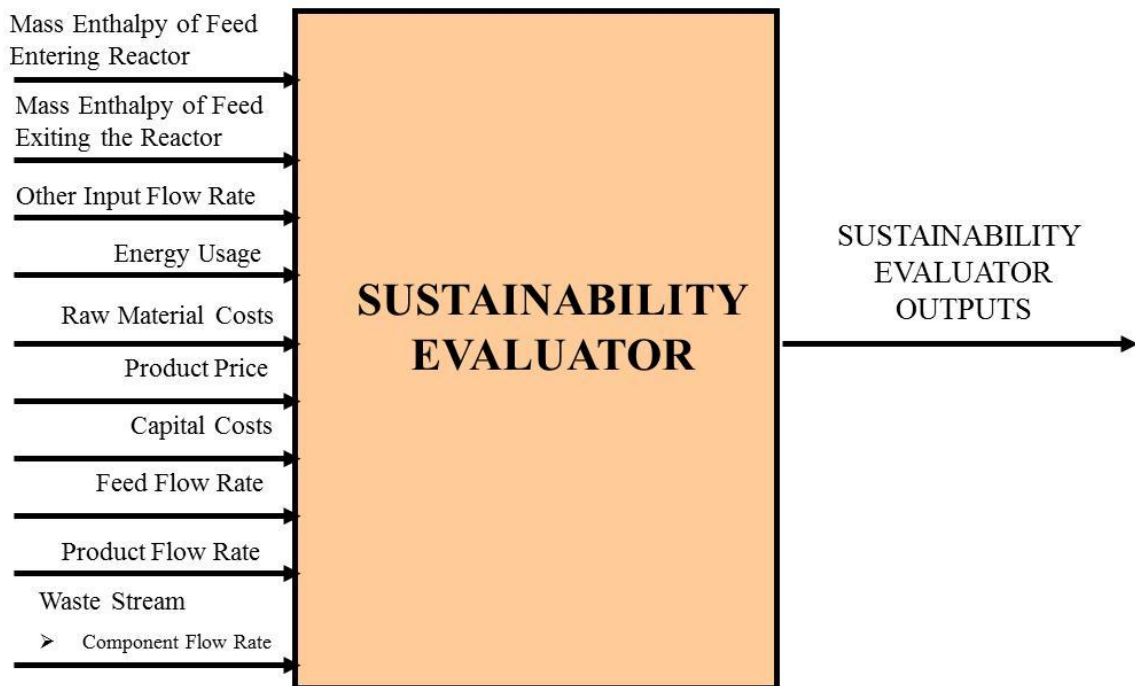 Mass Enthalpy of Feed
Entering Reactor
Mass Enthalpy of Feed
Exiting the Reactor
Other Input Flow Rate
Energy Usage
Raw Material Costs
Product Price
Capital Costs
Feed Flow Rate
Product Flow Rate
Waste Stream
➤ Component Flow Rate
SUSTAINABILITY
EVALUATOR
SUSTAINABILITY
EVALUATOR
OUTPUTS